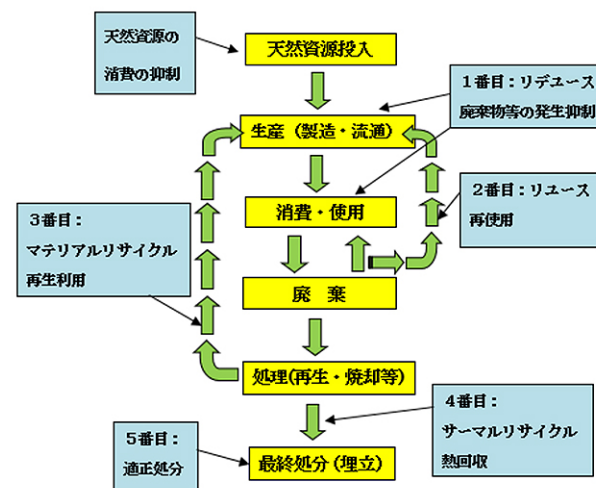 天然資源の
消費の抑制
天然資源投入
1番目：リデュース
廃棄物等の発生抑制
生産（製造・流通）
2番目：リユース
再使用
消費・使用
3番目：
マテリアルリサイクル
再生利用
廃　棄
処理(再生・焼却等)
4番目：
サーマルリサイクル
熱回収
5番目：
適正処分
最終処分(埋立)